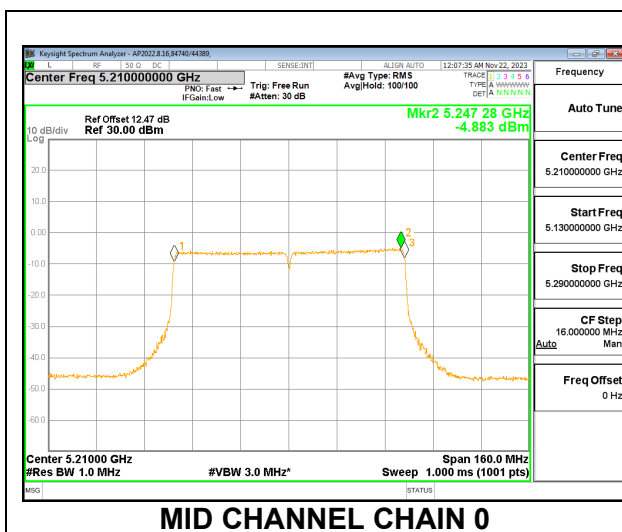 Keysight Spectrum Analyzer - AP2022.8.16,84740/44389,
L RF 50 Ω DC SENSE:INT ALIGN AUTO 12:07:35 AM Nov 22, 2023
Center Freq 5.210000000 GHz
PNO: Fast
IFGain:Low
Trig: Free Run
#Atten: 30 dB
#Avg Type: RMS
Avg|Hold: 100/100
TRACE 1 2 3 4 5 6
TYPE A WWWWW
DET A N N N N N
Frequency
Ref Offset 12.47 dB
10 dB/div Ref 30.00 dBm
Log
Mkr2 5.247 28 GHz
-4.883 dBm
20.0
10.0
0.00
-10.0
-20.0
-30.0
-40.0
-50.0
-60.0
1
2
3
Center 5.21000 GHz Span 160.0 MHz
#Res BW 1.0 MHz #VBW 3.0 MHz* Sweep 1.000 ms (1001 pts)
MSG STATUS
Auto Tune
Center Freq
5.210000000 GHz
Start Freq
5.130000000 GHz
Stop Freq
5.290000000 GHz
CF Step
16.000000 MHz
Auto Man
Freq Offset
0 Hz
MID CHANNEL CHAIN 0